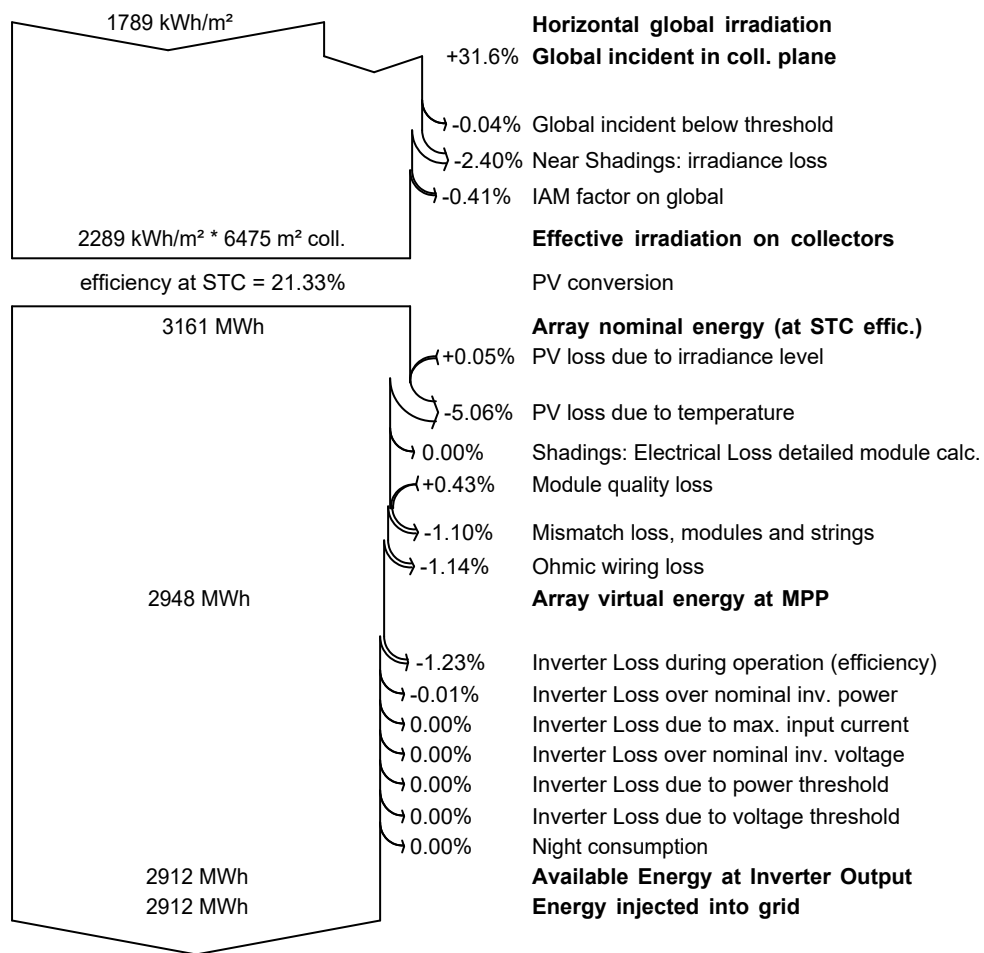 1789 kWh/m² Horizontal global irradiation
+31.6% Global incident in coll. plane
-0.04% Global incident below threshold
-2.40% Near Shadings: irradiance loss
-0.41% IAM factor on global
2289 kWh/m² * 6475 m² coll. Effective irradiation on collectors
efficiency at STC = 21.33% PV conversion
3161 MWh Array nominal energy (at STC effic.)
+0.05% PV loss due to irradiance level
-5.06% PV loss due to temperature
0.00% Shadings: Electrical Loss detailed module calc.
+0.43% Module quality loss
-1.10% Mismatch loss, modules and strings
-1.14% Ohmic wiring loss
2948 MWh Array virtual energy at MPP
-1.23% Inverter Loss during operation (efficiency)
-0.01% Inverter Loss over nominal inv. power
0.00% Inverter Loss due to max. input current
0.00% Inverter Loss over nominal inv. voltage
0.00% Inverter Loss due to power threshold
0.00% Inverter Loss due to voltage threshold
0.00% Night consumption
2912 MWh Available Energy at Inverter Output
2912 MWh Energy injected into grid